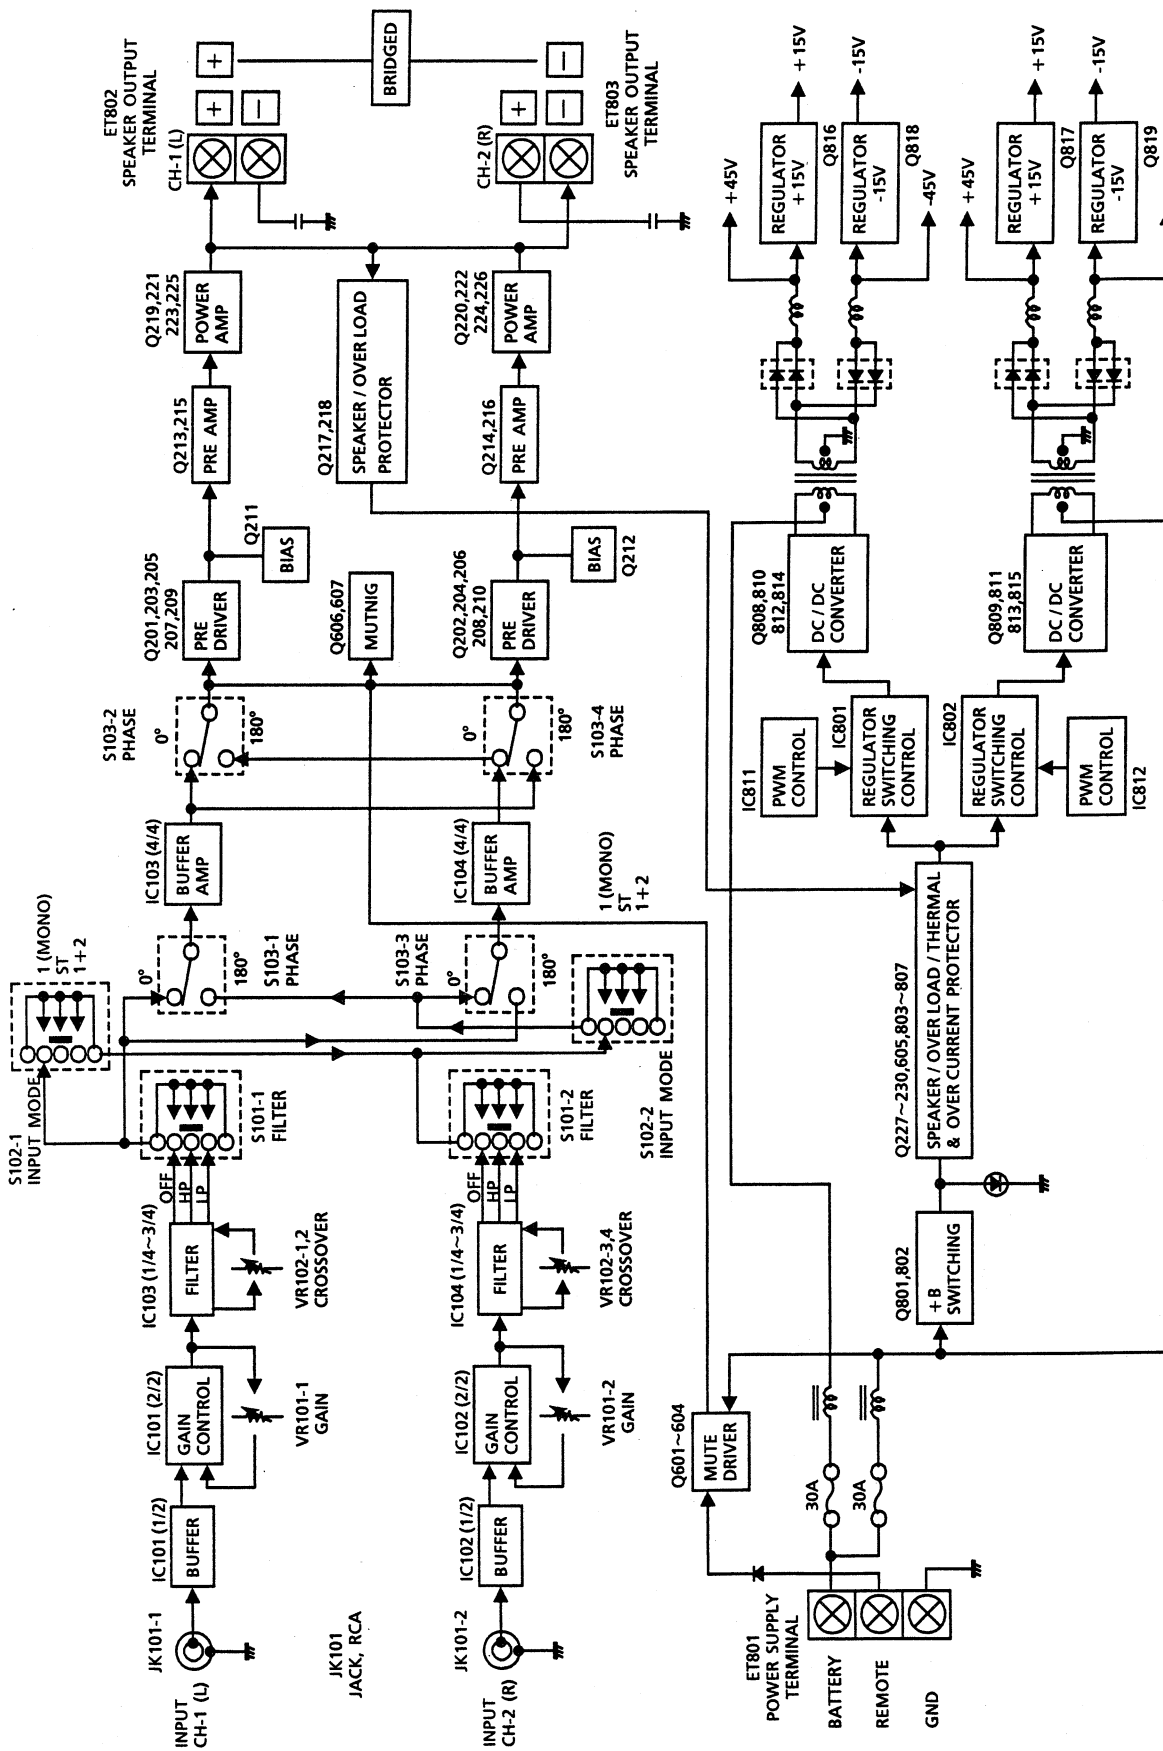 INPUT
CH-1 (L)
JK101-1
IC101 (1/2)
BUFFER
IC101 (2/2)
GAIN
CONTROL
VR101-1
GAIN
IC103 (1/4~3/4)
FILTER
VR102-1,2
CROSSOVER
OFF
HP
LP
S101-1
FILTER
S102-1
INPUT MODE
1 (MONO)
ST
1+2
0°
180°
S103-1
PHASE
IC103 (4/4)
BUFFER
AMP
S103-2
PHASE
0°
180°
Q201,203,205
207,209
PRE
DRIVER
Q211
BIAS
Q213,215
PRE AMP
Q219,221
223,225
POWER
AMP
ET802
SPEAKER OUTPUT
TERMINAL
CH-1 (L)
+
−
+
BRIDGED
−
JK101
JACK, RCA
Q606,607
MUTNIG
Q217,218
SPEAKER / OVER LOAD
PROTECTOR
INPUT
CH-2 (R)
JK101-2
IC102 (1/2)
BUFFER
IC102 (2/2)
GAIN
CONTROL
VR101-2
GAIN
IC104 (1/4~3/4)
FILTER
VR102-3,4
CROSSOVER
OFF
HP
LP
S101-2
FILTER
S102-2
INPUT MODE
1 (MONO)
ST
1+2
S103-3
PHASE
0°
180°
IC104 (4/4)
BUFFER
AMP
0°
180°
S103-4
PHASE
Q202,204,206
208,210
PRE
DRIVER
BIAS
Q212
Q214,216
PRE AMP
Q220,222
224,226
POWER
AMP
CH-2 (R)
+
−
ET803
SPEAKER OUTPUT
TERMINAL
ET801
POWER SUPPLY
TERMINAL
BATTERY
REMOTE
GND
30A
30A
Q601~604
MUTE
DRIVER
Q801,802
+B
SWITCHING
Q227~230,605,803~807
SPEAKER / OVER LOAD / THERMAL
& OVER CURRENT PROTECTOR
IC811
PWM
CONTROL
IC801
REGULATOR
SWITCHING
CONTROL
IC802
REGULATOR
SWITCHING
CONTROL
PWM
CONTROL
IC812
Q808,810
812,814
DC / DC
CONVERTER
Q809,811
813,815
DC / DC
CONVERTER
+45V
REGULATOR
+15V
Q816
+15V
REGULATOR
-15V
Q818
-15V
-45V
+45V
REGULATOR
+15V
Q817
+15V
REGULATOR
-15V
Q819
-15V